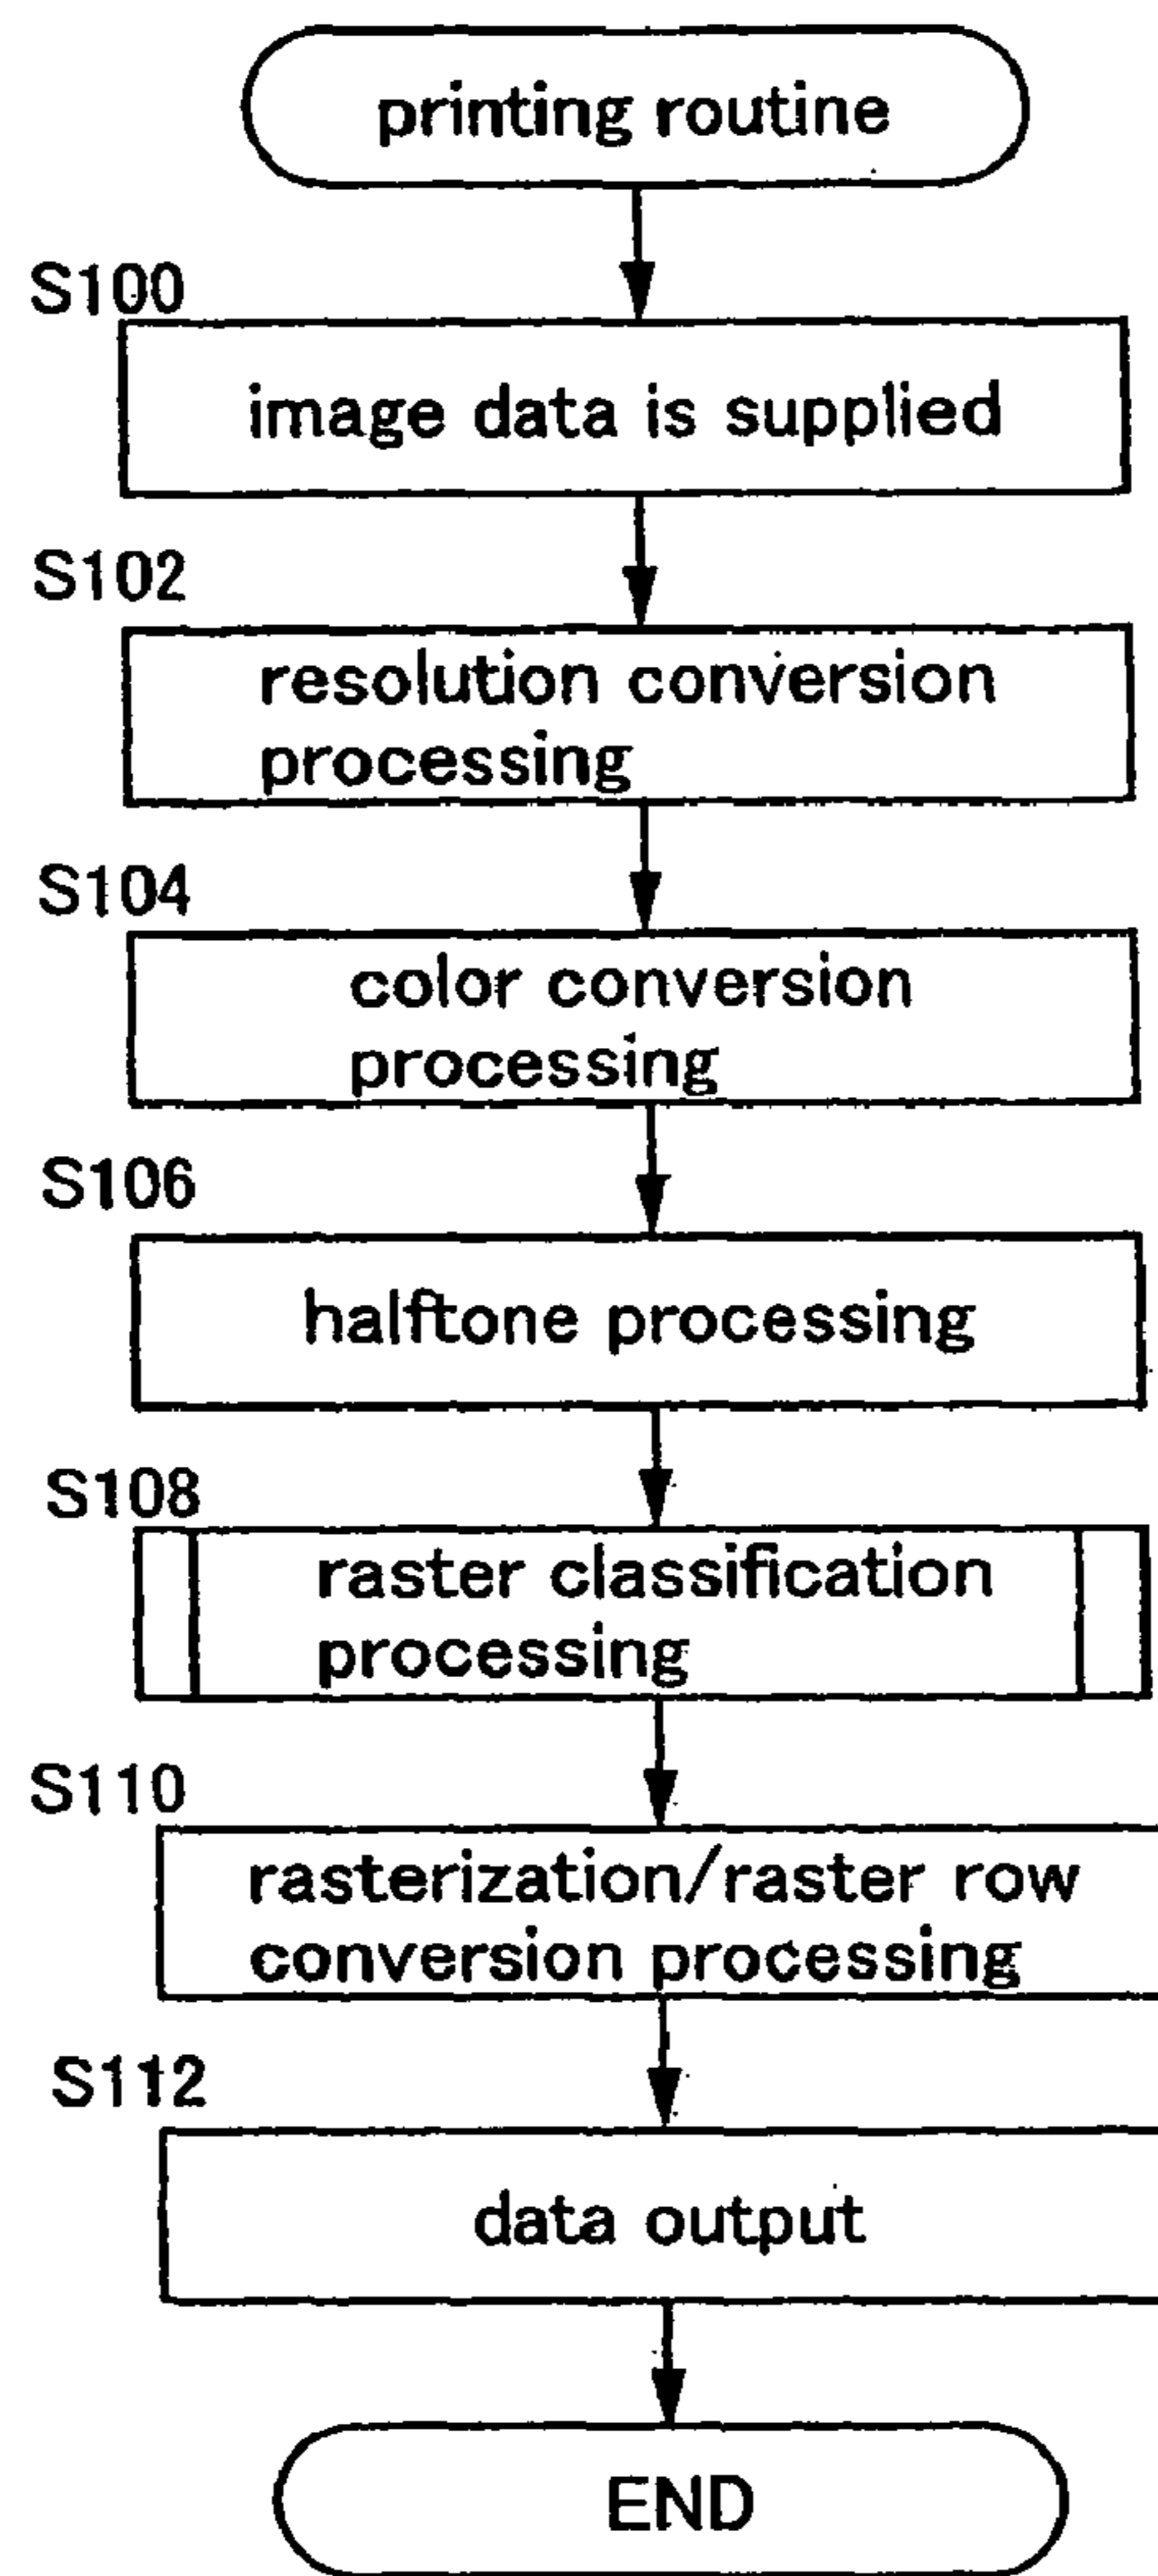 printing routine
S100
image data is supplied
S102
resolution conversion
processing
S104
color conversion
processing
S106
halftone processing
S108
raster classification
processing
S110
rasterization/raster row
conversion processing
S112
data output
END